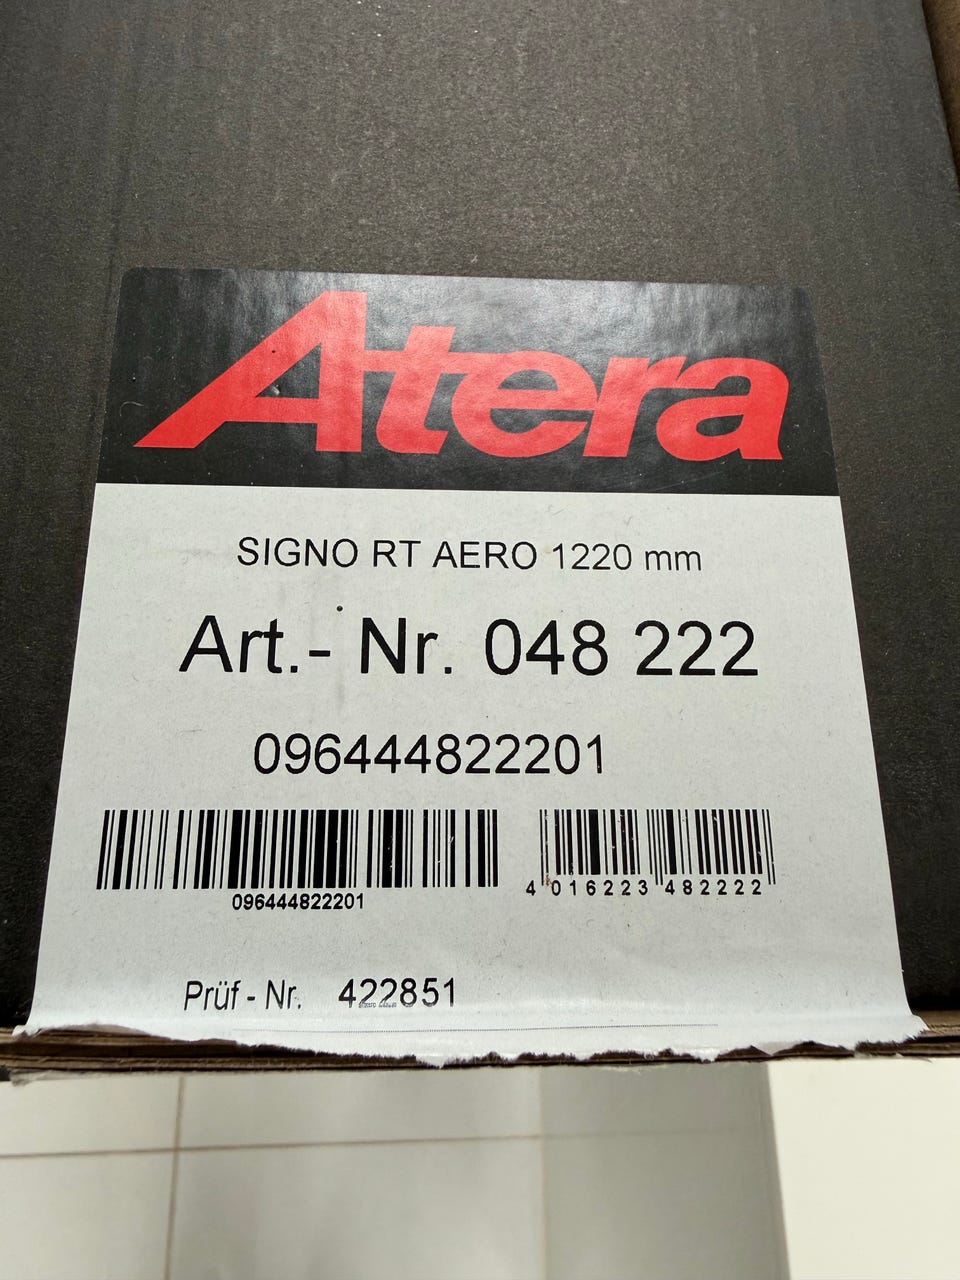 Atera
SIGNO RT AERO 1220 mm
Art.- Nr. 048 222
096444822201
096444822201
4 016223 482222
Prüf - Nr. 422851